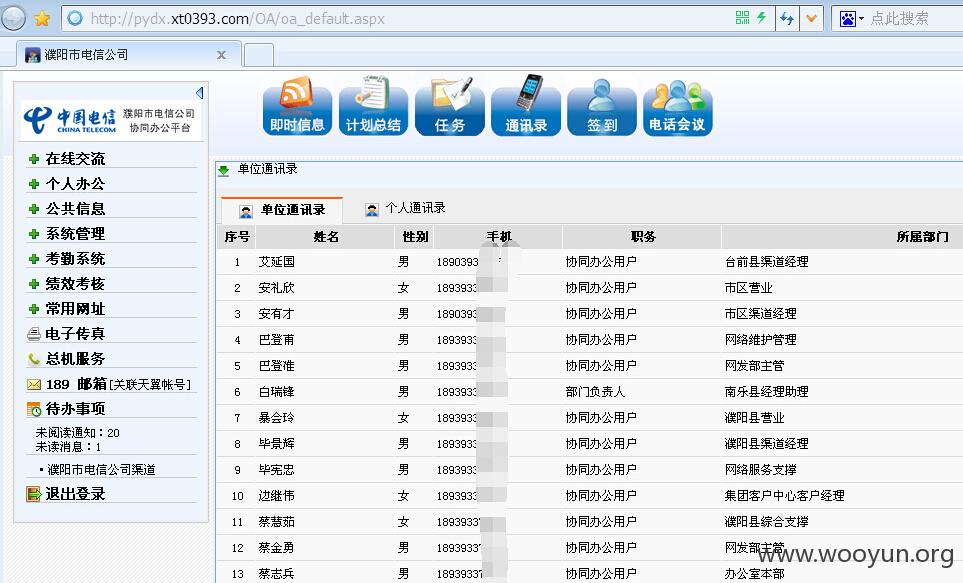 http://pydx.xt0393.com/OA/oa_default.aspx
点此搜索
濮阳市电信公司
中国电信
CHINA TELECOM
濮阳市电信公司
协同办公平台
即时信息 计划总结 任务 通讯录 签到 电话会议
在线交流
个人办公
公共信息
系统管理
考勤系统
绩效考核
常用网址
电子传真
总机服务
189 邮箱[关联天翼帐号]
待办事项
未阅读通知：20
未读消息：1
•濮阳市电信公司渠道
退出登录
单位通讯录
单位通讯录 个人通讯录
序号 姓名 性别 手机 职务 所属部门
1 艾延国 男 1890393 协同办公用户 台前县渠道经理
2 安礼欣 女 1893933 协同办公用户 市区营业
3 安有才 男 1890393 协同办公用户 市区渠道经理
4 巴登甫 男 1893933 协同办公用户 网络维护管理
5 巴登淮 男 1893933 协同办公用户 网发部主管
6 白瑞锋 男 1893933 部门负责人 南乐县经理助理
7 暴会玲 女 1893933 协同办公用户 濮阳县营业
8 毕景辉 男 1893933 协同办公用户 濮阳县渠道经理
9 毕宪忠 男 1893933 协同办公用户 网络服务支撑
10 边继伟 女 1893933 协同办公用户 集团客户中心客户经理
11 蔡慧茹 女 18939337 协同办公用户 濮阳县综合支撑
12 蔡金勇 男 18939337 协同办公用户 网发部主管
13 蔡志兵 男 18939337 协同办公用户 办公室本部
www.wooyun.org